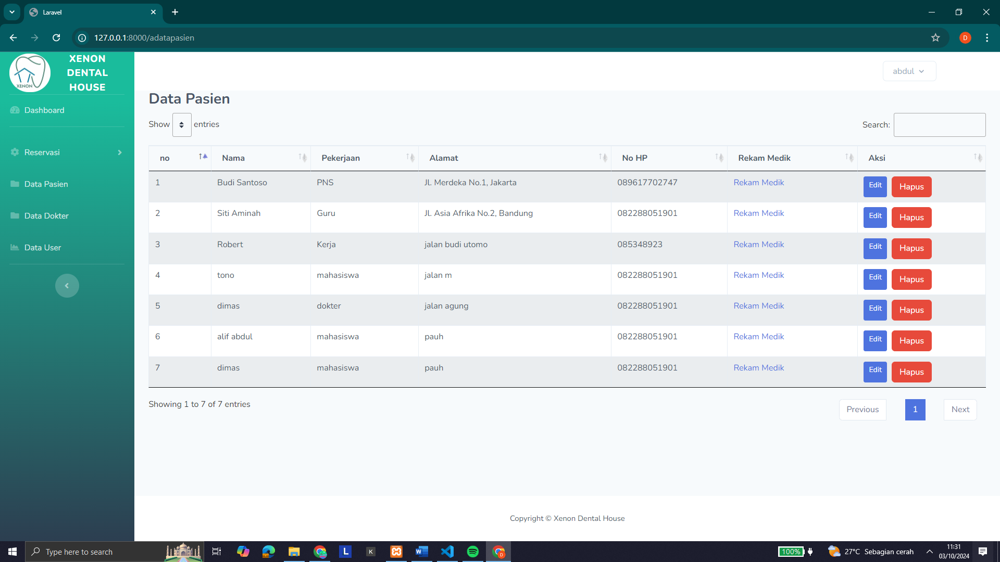 Laravel
127.0.0.1:8000/adatapasien
D
XENON
XENON
DENTAL
HOUSE
abdul
Dashboard
Reservasi
Data Pasien
Data Dokter
Data User
Data Pasien
Show entries
Search:
no Nama Pekerjaan Alamat No HP Rekam Medik Aksi
1 Budi Santoso PNS Jl. Merdeka No.1, Jakarta 089617702747 Rekam Medik Edit Hapus
2 Siti Aminah Guru Jl. Asia Afrika No.2, Bandung 082288051901 Rekam Medik Edit Hapus
3 Robert Kerja jalan budi utomo 085348923 Rekam Medik Edit Hapus
4 tono mahasiswa jalan m 082288051901 Rekam Medik Edit Hapus
5 dimas dokter jalan agung 082288051901 Rekam Medik Edit Hapus
6 alif abdul mahasiswa pauh 082288051901 Rekam Medik Edit Hapus
7 dimas mahasiswa pauh 082288051901 Rekam Medik Edit Hapus
Showing 1 to 7 of 7 entries
Previous 1 Next
Copyright © Xenon Dental House
Type here to search
L
K
W
D
100%
27°C Sebagian cerah
11:31
03/10/2024